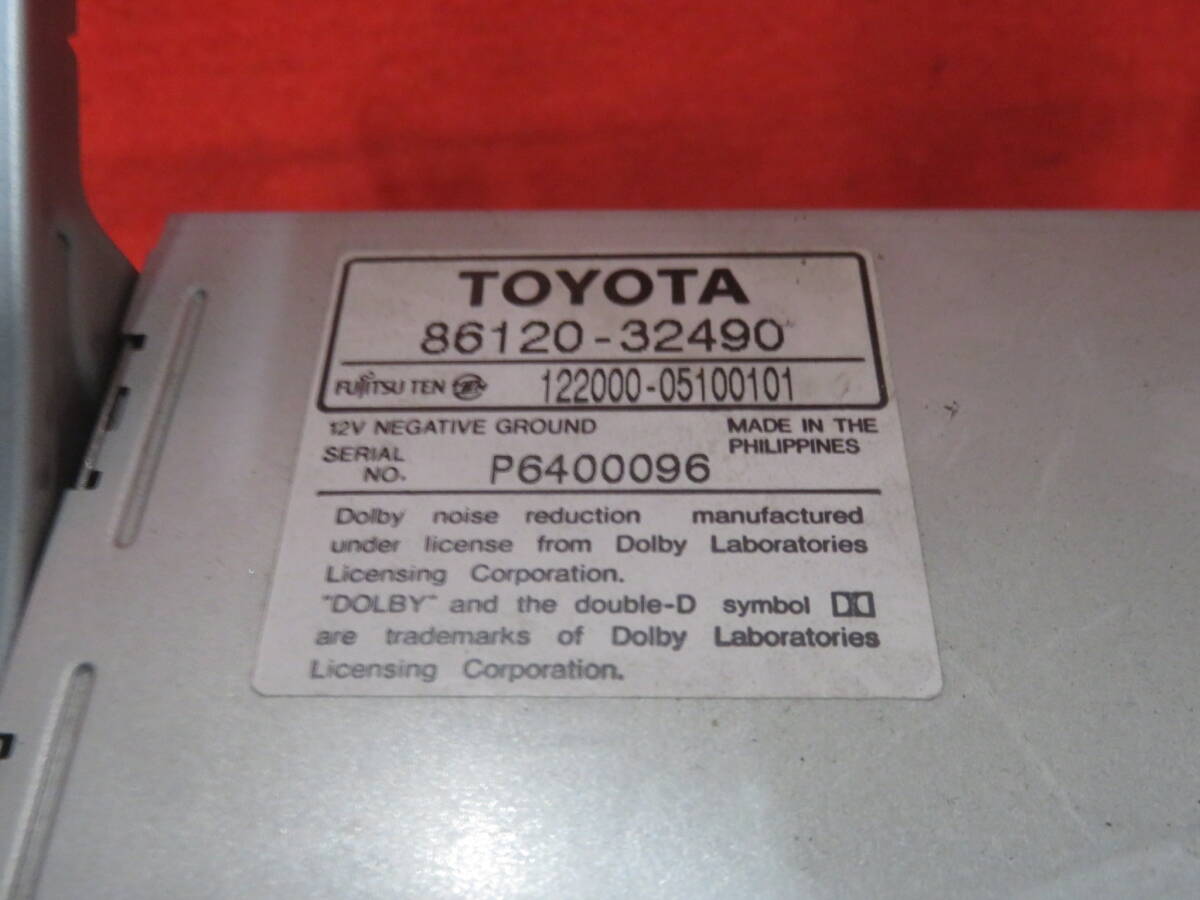 TOYOTA
86120-32490
FUJITSU TEN 122000-05100101
12V NEGATIVE GROUND MADE IN THE PHILIPPINES
SERIAL NO. P6400096
Dolby noise reduction manufactured
under license from Dolby Laboratories
Licensing Corporation.
"DOLBY" and the double-D symbol
are trademarks of Dolby Laboratories
Licensing Corporation.